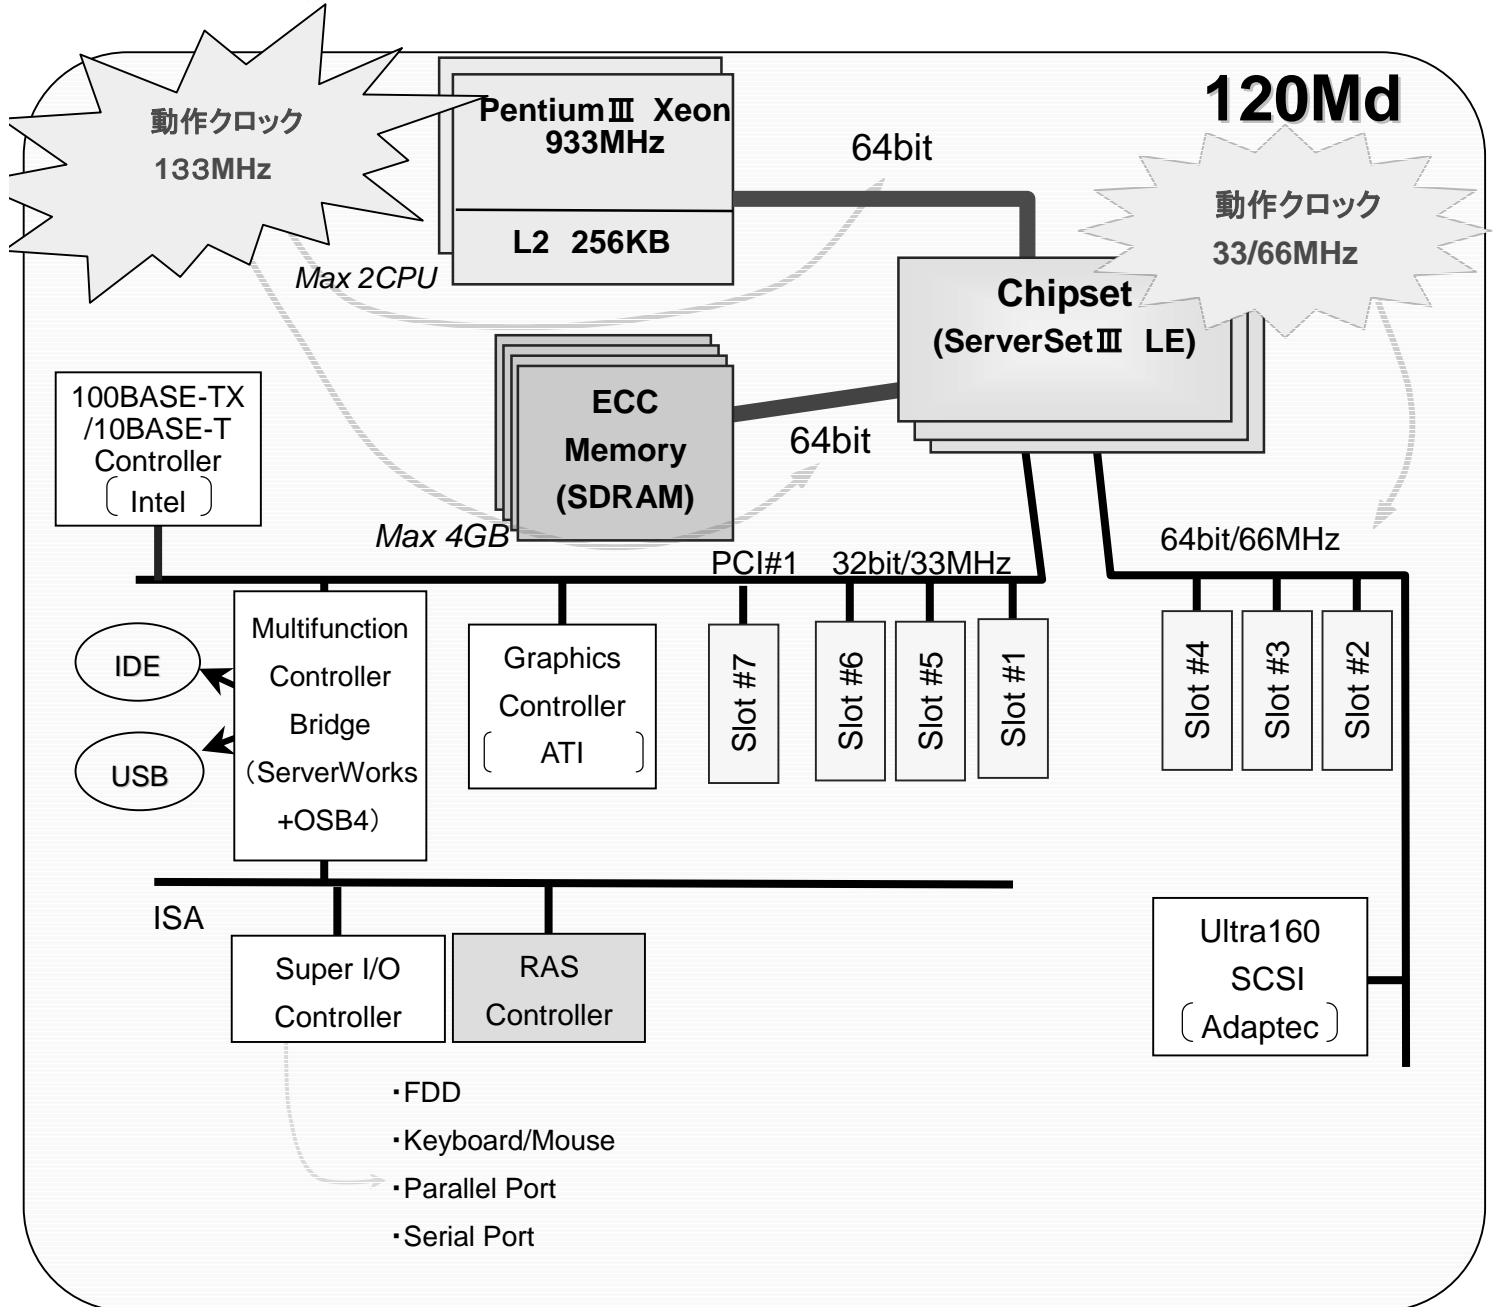 120Md
動作クロック
133MHz
PentiumⅢ Xeon
933MHz
L2 256KB
Max 2CPU
64bit
動作クロック
33/66MHz
Chipset
(ServerSetⅢ LE)
ECC
Memory
(SDRAM)
Max 4GB
64bit
100BASE-TX
/10BASE-T
Controller
〔 Intel 〕
PCI#1 32bit/33MHz
64bit/66MHz
IDE
USB
Multifunction
Controller
Bridge
（ServerWorks
+OSB4）
Graphics
Controller
〔 ATI 〕
Slot #7
Slot #6
Slot #5
Slot #1
Slot #4
Slot #3
Slot #2
ISA
Super I/O
Controller
RAS
Controller
Ultra160
SCSI
〔 Adaptec 〕
・FDD
・Keyboard/Mouse
・Parallel Port
・Serial Port